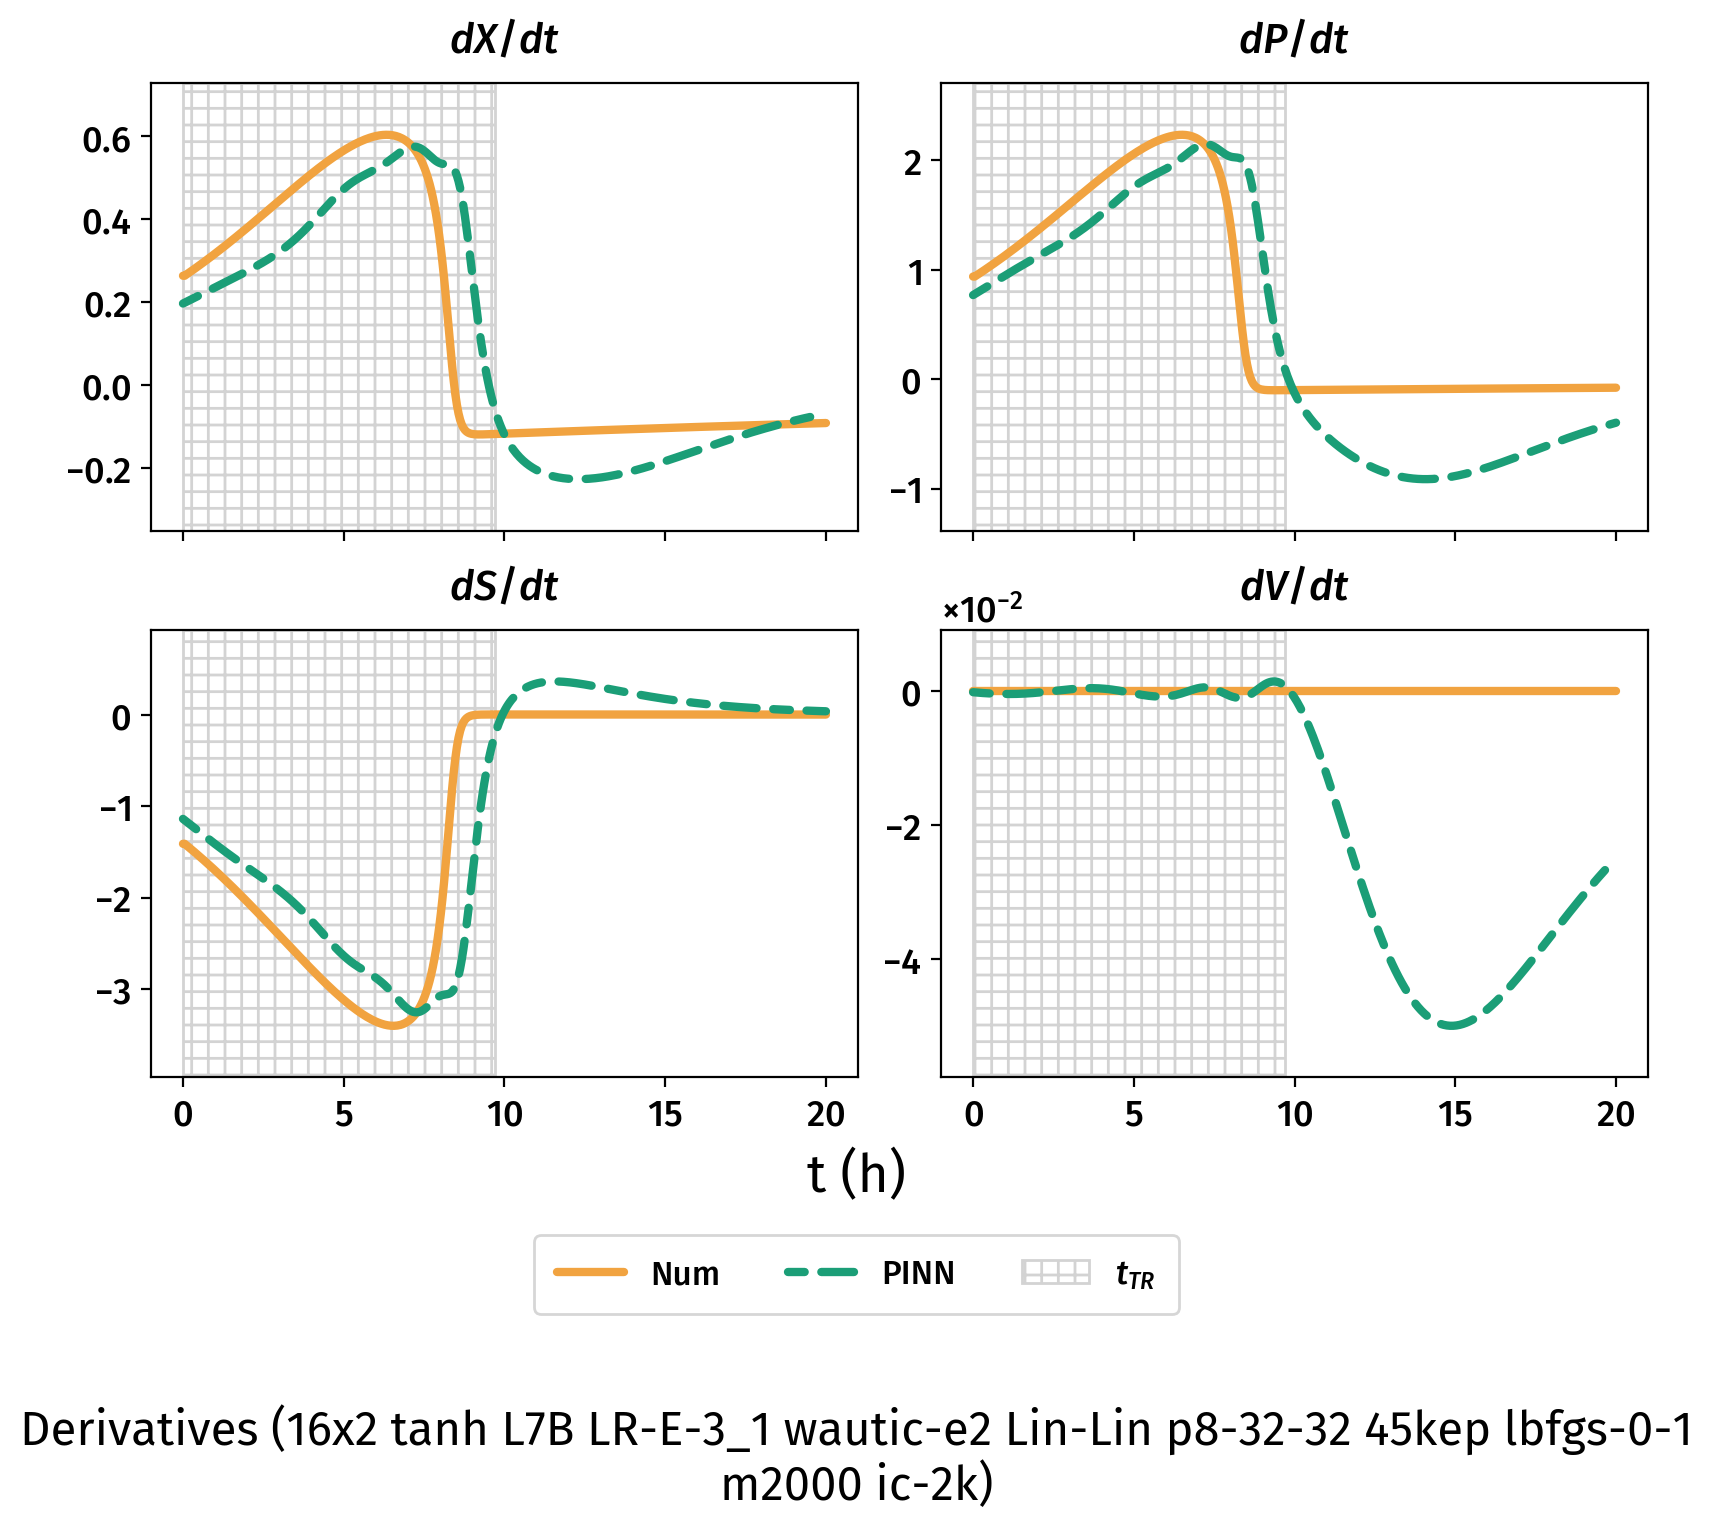 dX/dt
dP/dt
0.6
0.4
0.2
0.0
−0.2
2
1
0
−1
dS/dt
dV/dt
×10⁻²
0
−1
−2
−3
0
−2
−4
0 5 10 15 20
0 5 10 15 20
t (h)
Num PINN t_TR
Derivatives (16x2 tanh L7B LR-E-3_1 wautic-e2 Lin-Lin p8-32-32 45kep lbfgs-0-1
m2000 ic-2k)